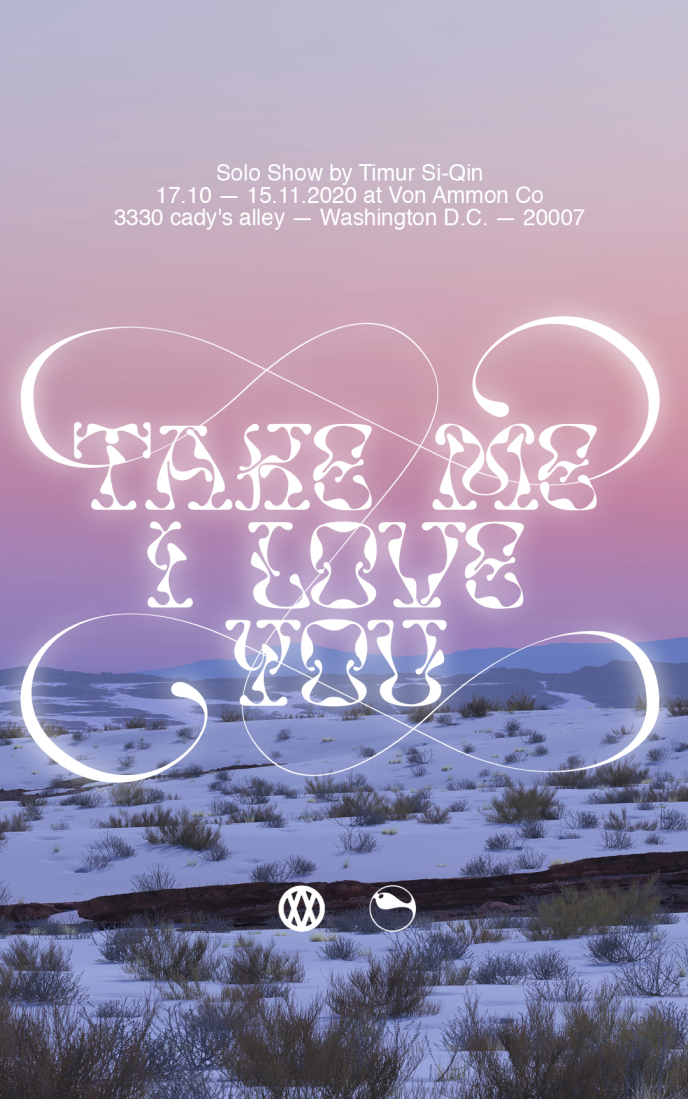 Solo Show by Timur Si-Qin
17.10 — 15.11.2020 at Von Ammon Co
3330 cady's alley — Washington D.C. — 20007
TAKE ME
I LOVE
YOU
XX